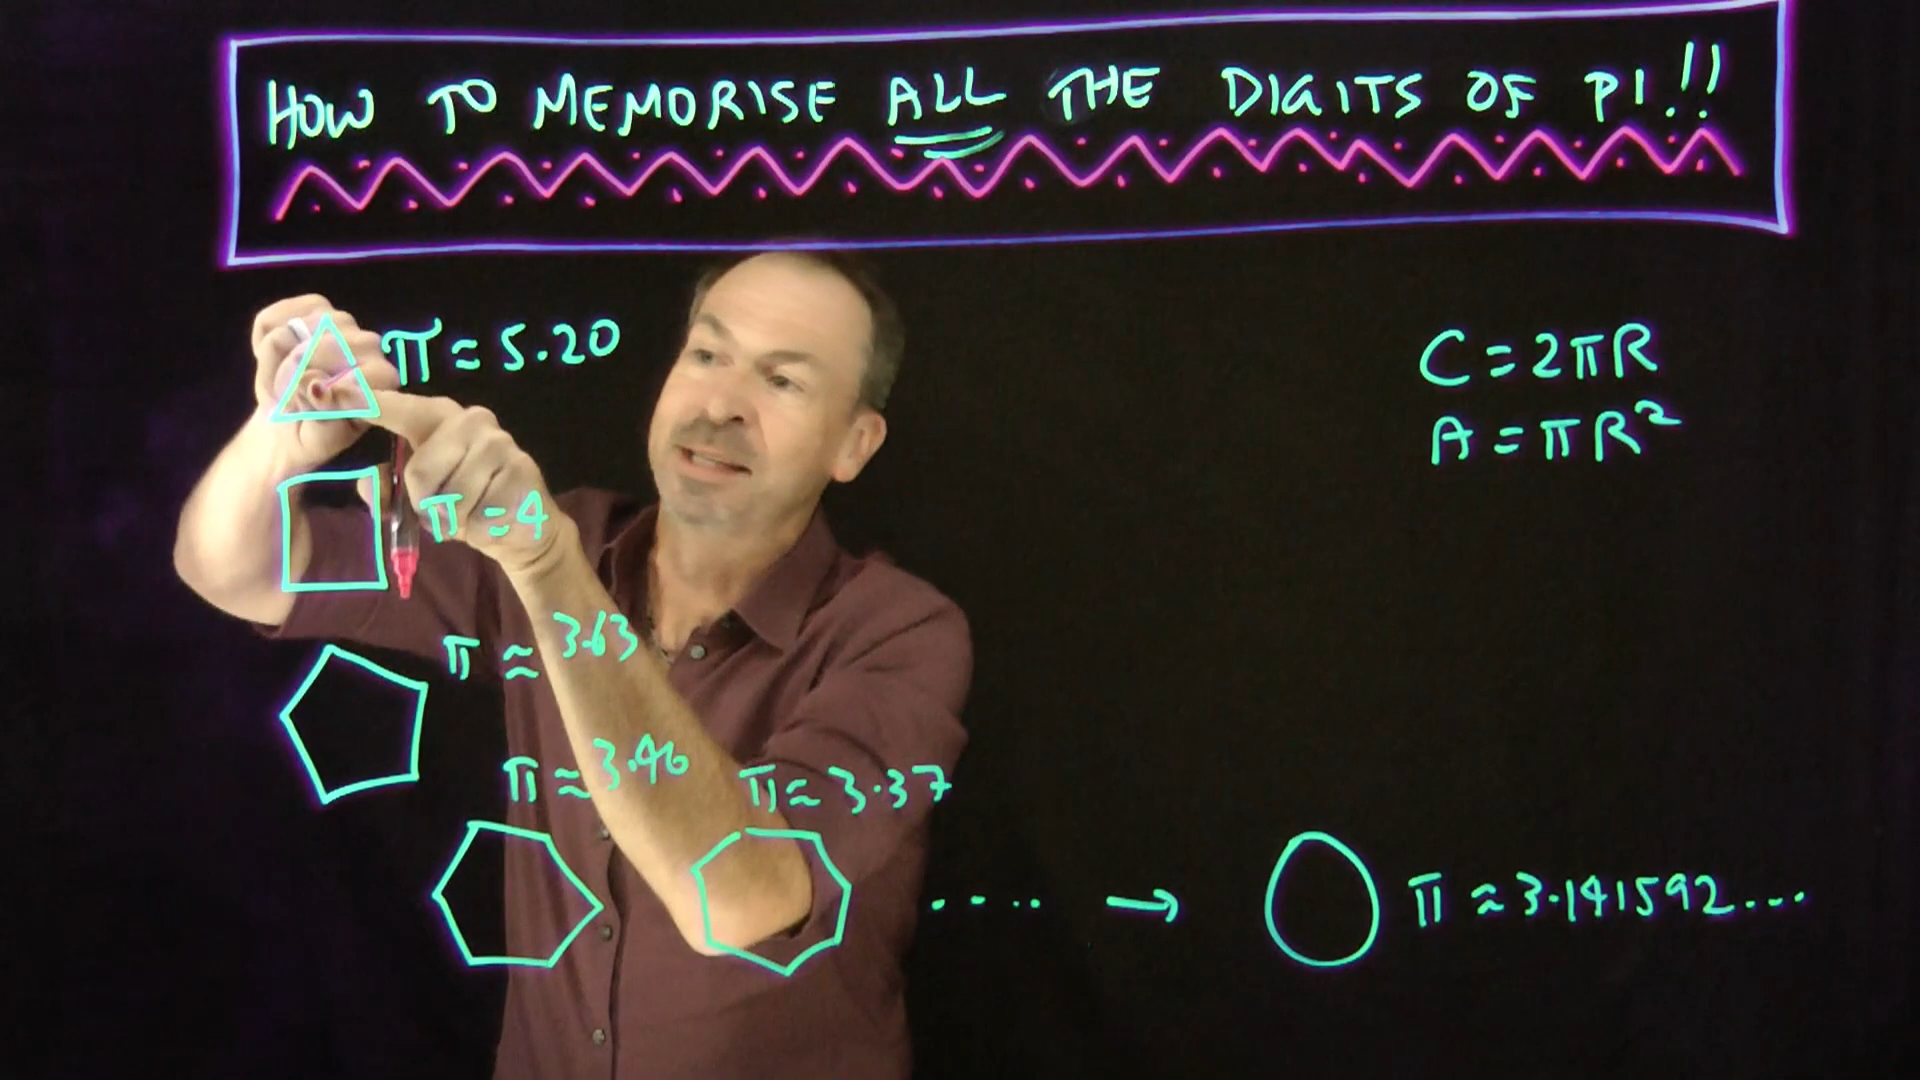 HOW TO MEMORISE ALL THE DIGITS OF PI!!
π ≈ 5.20
C = 2πR
A = πR²
π = 4
π ≈ 3.63
π ≈ 3.46
π ≈ 3.37
.... → π ≈ 3.141592...